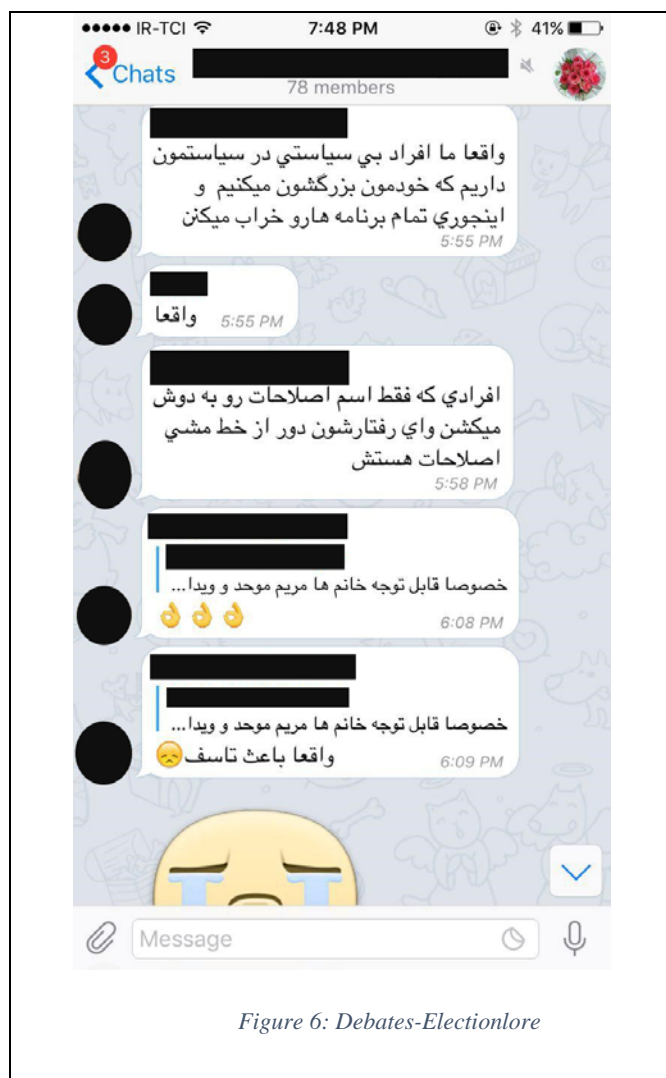 IR-TCI 7:48 PM 41%
3
Chats
78 members
واقعا ما افراد بي سياستي در سياستمون
داريم كه خودمون بزرگشون ميكنيم و
اينجوري تمام برنامه هارو خراب ميكنن
5:55 PM
واقعا 5:55 PM
افرادي كه فقط اسم اصلاحات رو به دوش
ميكشن واي رفتارشون دور از خط مشي
اصلاحات هستش
5:58 PM
خصوصا قابل توجه خانم ها مريم موحد و ويدا...
👌👌👌 6:08 PM
خصوصا قابل توجه خانم ها مريم موحد و ويدا...
واقعا باعث تاسف😞 6:09 PM
Message
Figure 6: Debates-Electionlore